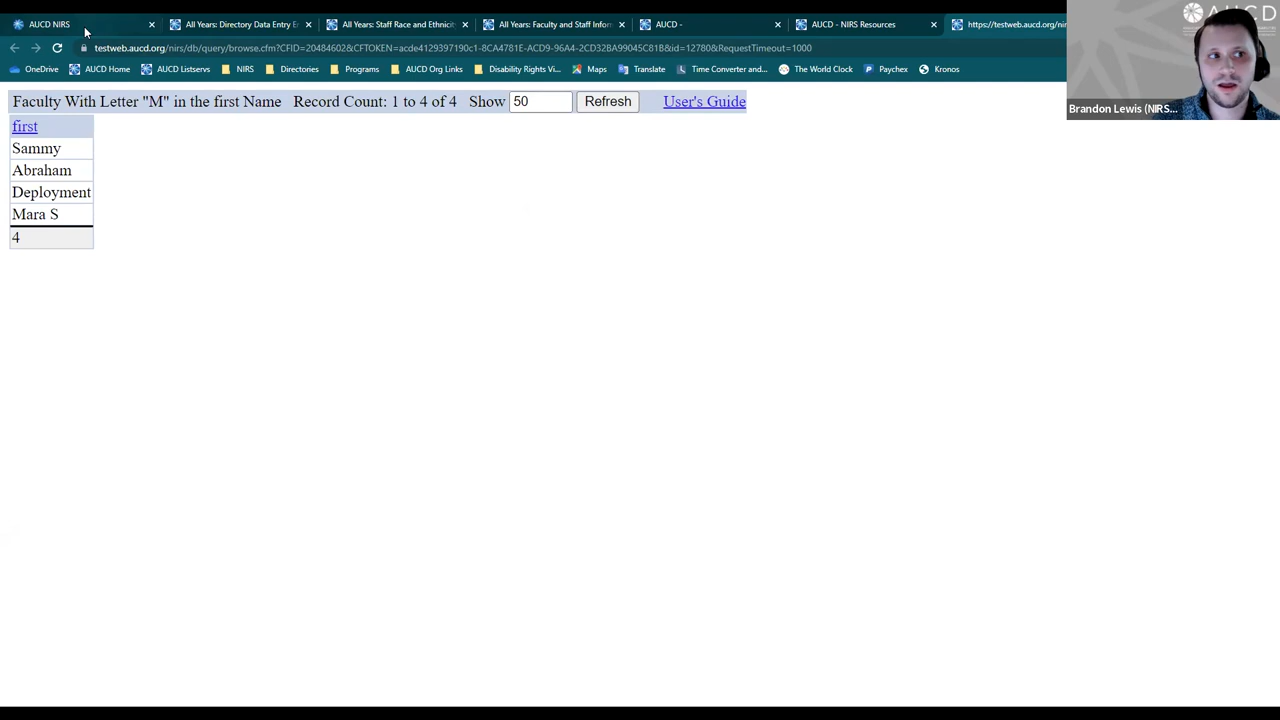 AUCD NIRS
All Years: Directory Data Entry E
All Years: Staff Race and Ethnicity
All Years: Faculty and Staff Inform
AUCD -
AUCD - NIRS Resources
https://testweb.aucd.org/nir
testweb.aucd.org/nirs/db/query/browse.cfm?CFID=20484602&CFTOKEN=acde4129397190c1-8CA4781E-ACD9-96A4-2CD32BA99045C81B&id=12780&RequestTimeout=1000
OneDrive
AUCD Home
AUCD Listservs
NIRS
Directories
Programs
AUCD Org Links
Disability Rights Vi...
Maps
Translate
Time Converter and...
The World Clock
Paychex
Kronos
AUCD
Brandon Lewis (NIRS...
Faculty With Letter "M" in the first Name Record Count: 1 to 4 of 4 Show 50 Refresh User's Guide
first
Sammy
Abraham
Deployment
Mara S
4